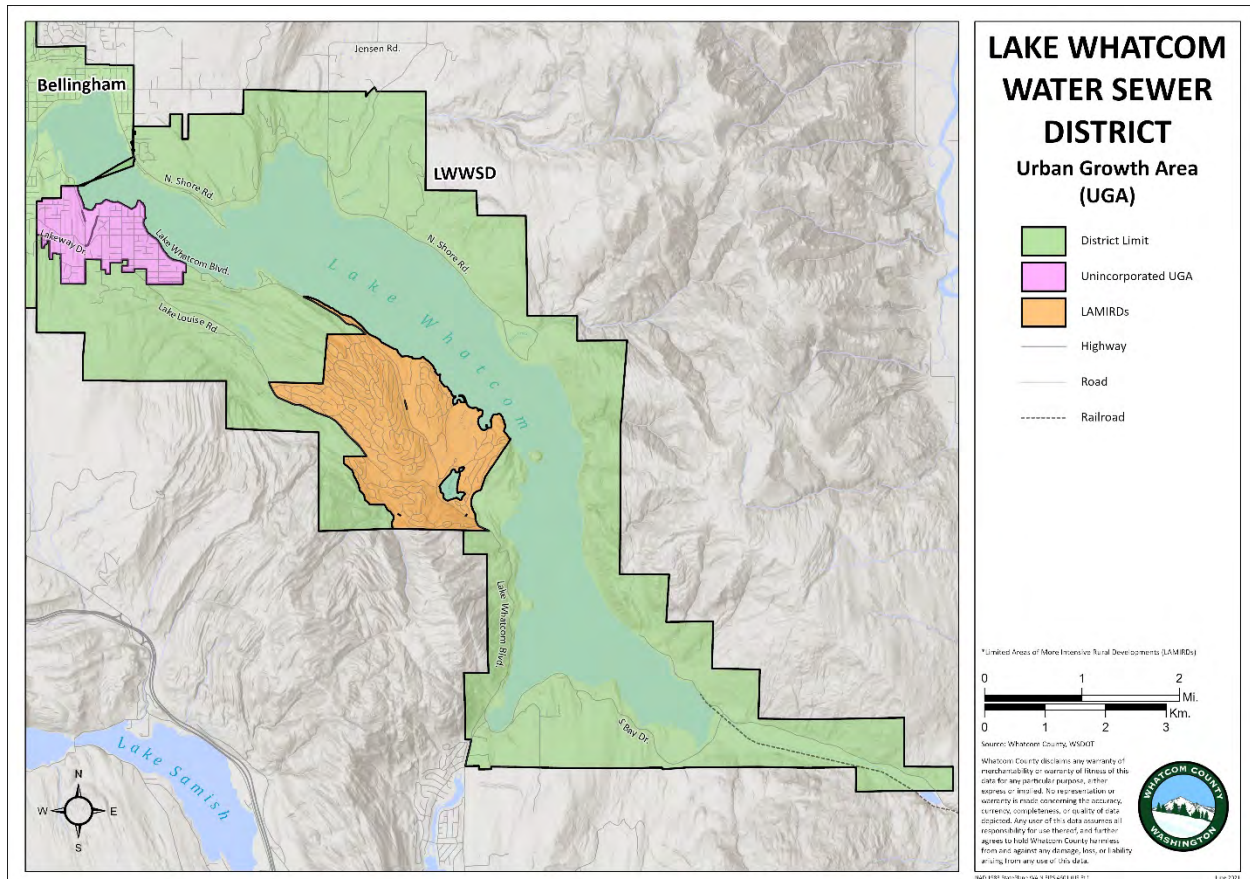 LAKE WHATCOM
WATER SEWER
DISTRICT
Urban Growth Area
(UGA)
District Limit
Unincorporated UGA
LAMIRDs
Highway
Road
Railroad
*Limited Areas of More Intensive Rural Developments (LAMIRDs)
0 1 2
Mi.
Km.
0 1 2 3
Source: Whatcom County, WSDOT
Whatcom County disclaims any warranty of
merchantability or warranty of fitness of this
data for any particular purpose, either
express or implied. No representation or
warranty is made concerning the accuracy,
currency, completeness, or quality of data
depicted. Any user of this data assumes all
responsibility for use thereof, and further
agrees to hold Whatcom County harmless
from and against any damage, loss, or liability
arising from any use of this data.
WHATCOM COUNTY
WASHINGTON
Jensen Rd.
Bellingham
LWWSD
N. Shore Rd.
N. Shore Rd.
Lakeway Dr.
Lake Whatcom Blvd.
Lake Louise Rd.
Lake Whatcom
Lake Whatcom Blvd.
S Bay Dr.
Lake Samish
N
W E
S